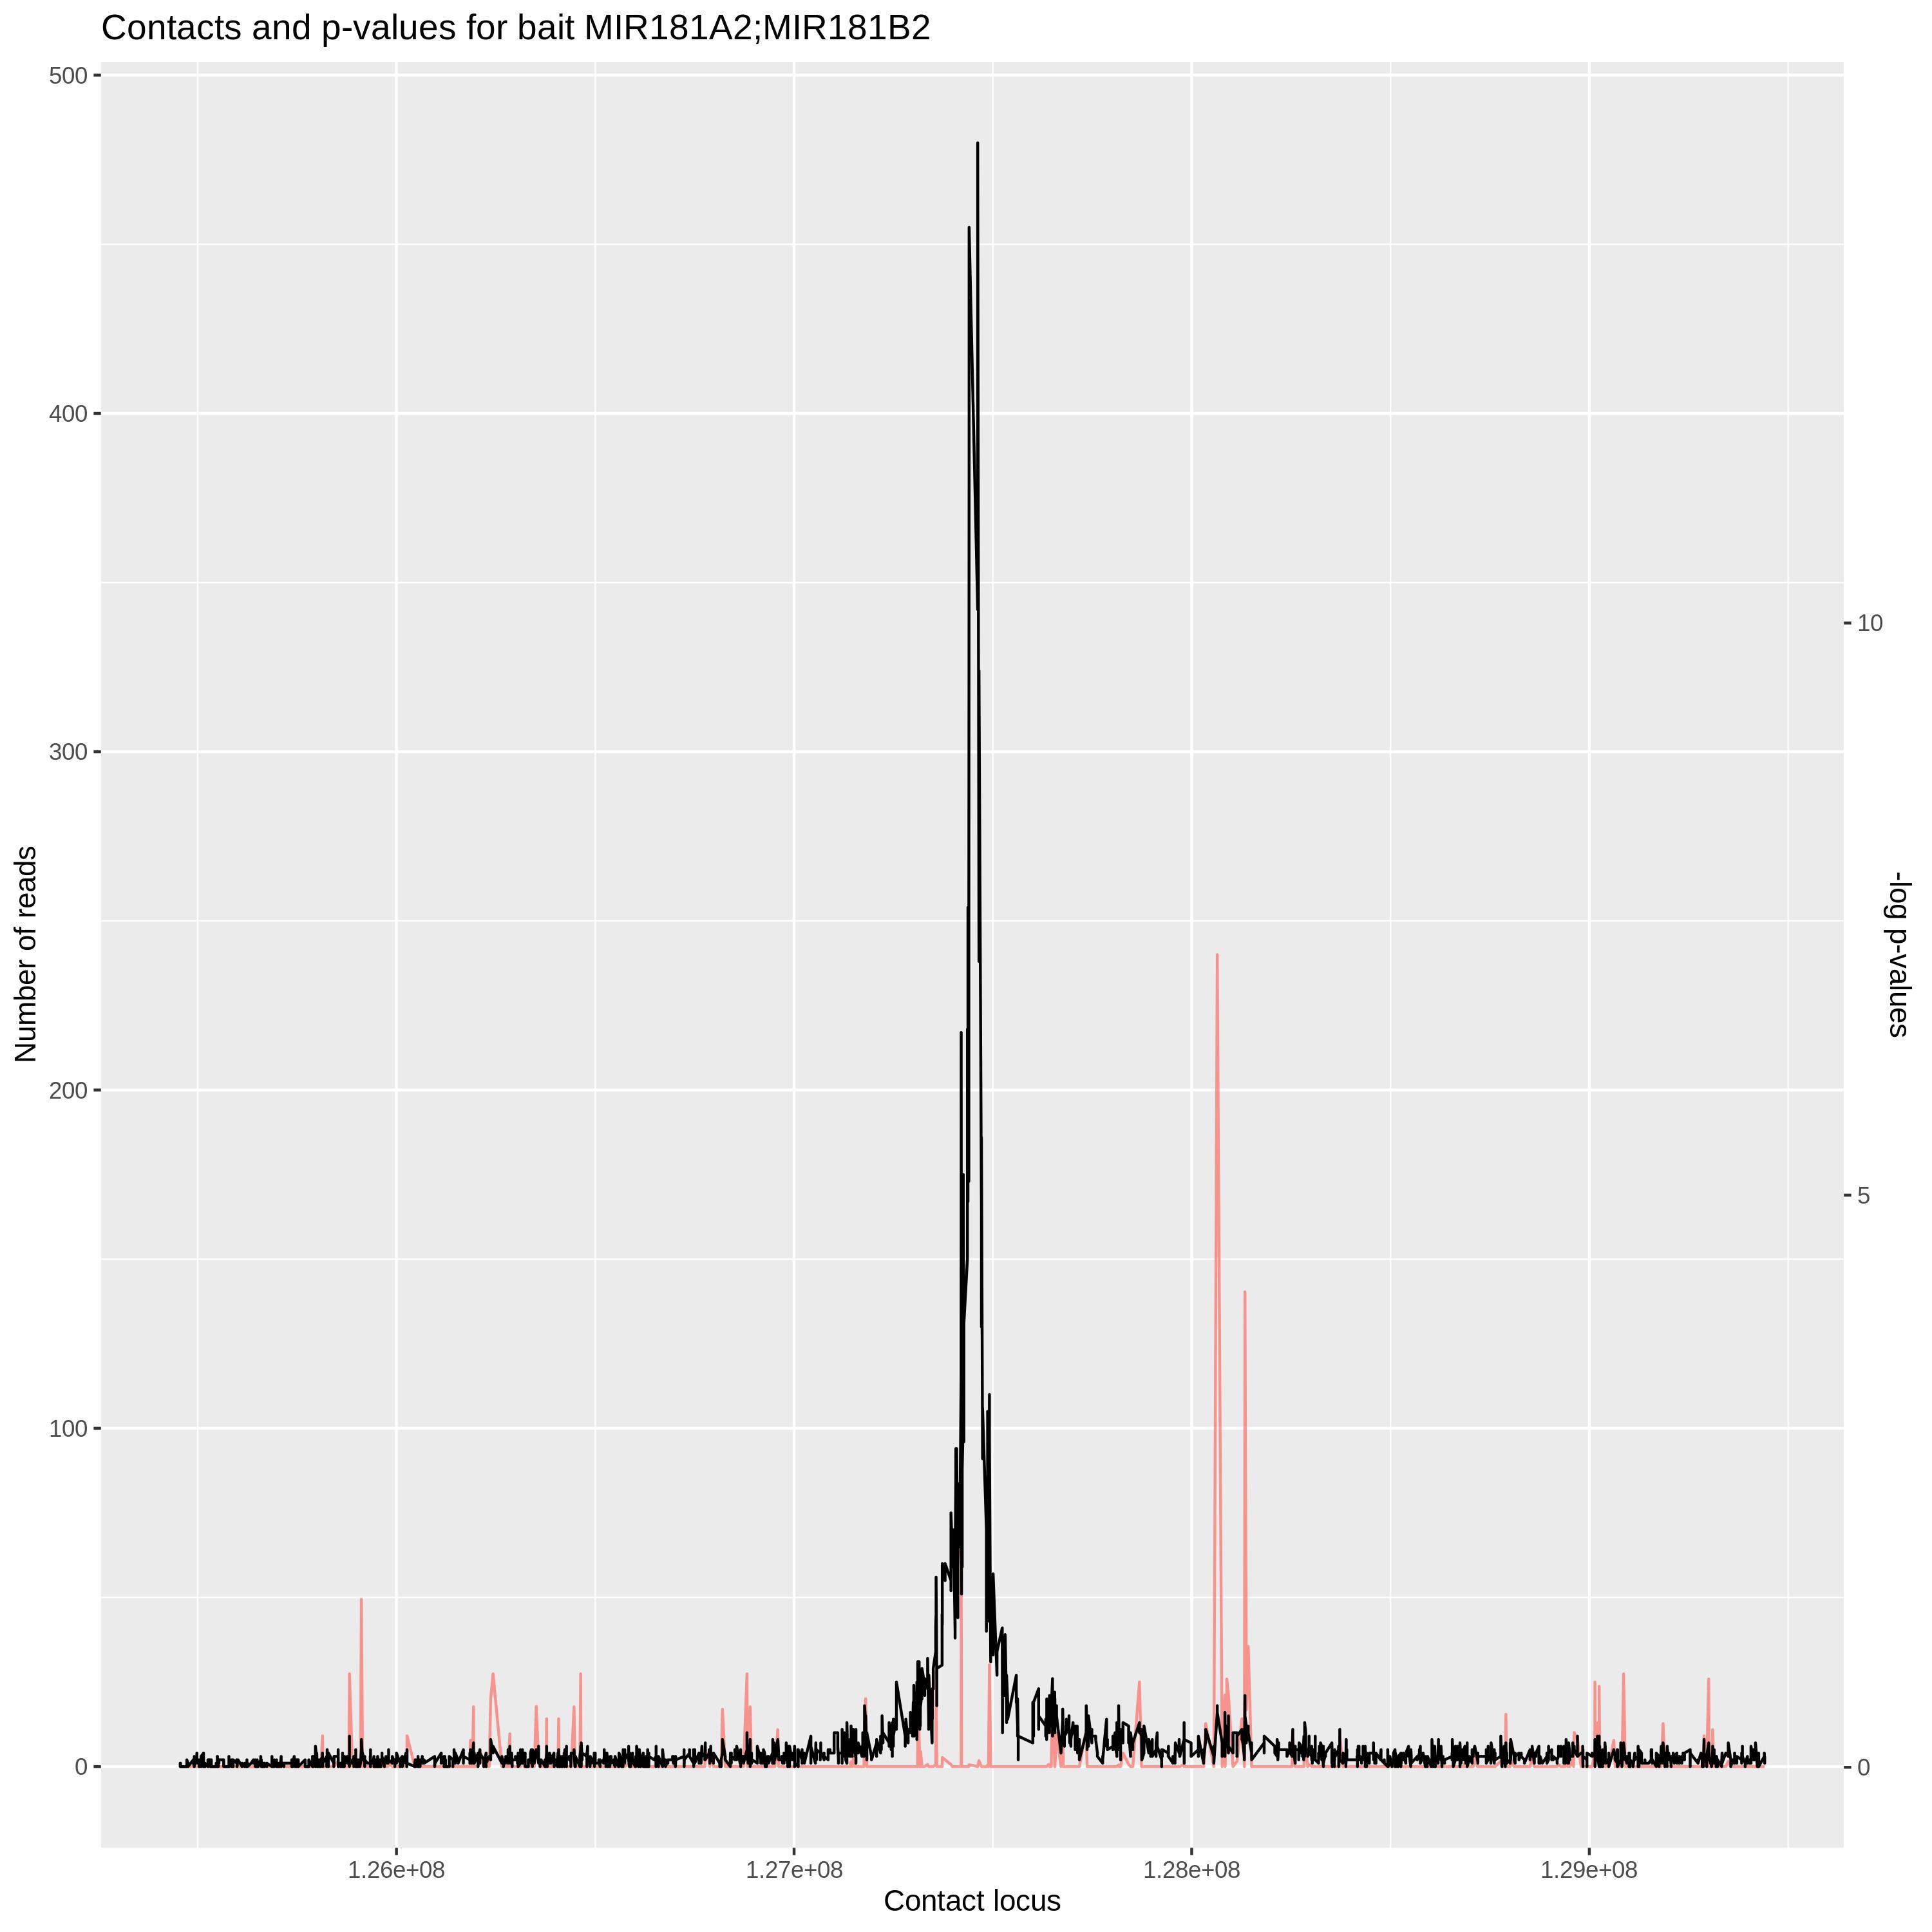 Contacts and p-values for bait MIR181A2;MIR181B2
500
400
300
200
100
0
Number of reads
10
5
0
-log p-values
1.26e+08
1.27e+08
1.28e+08
1.29e+08
Contact locus